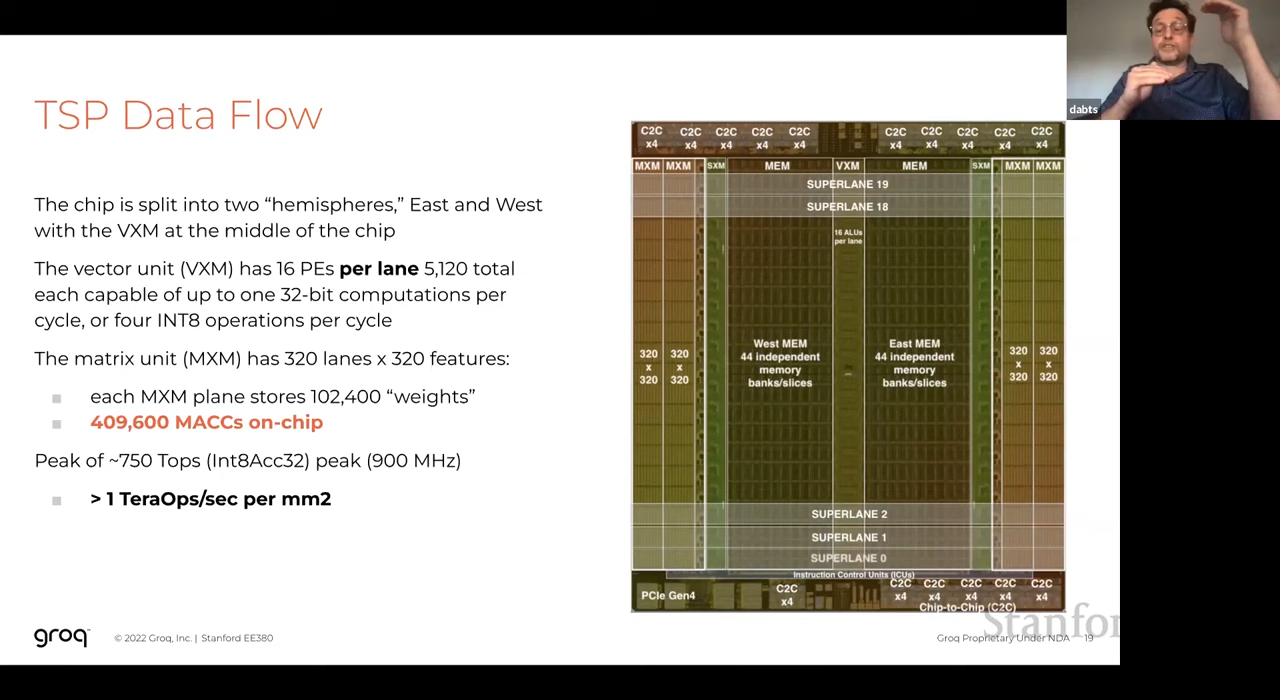 dabts
TSP Data Flow
The chip is split into two “hemispheres,” East and West
with the VXM at the middle of the chip
The vector unit (VXM) has 16 PEs per lane 5,120 total
each capable of up to one 32-bit computations per
cycle, or four INT8 operations per cycle
The matrix unit (MXM) has 320 lanes x 320 features:
each MXM plane stores 102,400 “weights”
409,600 MACCs on-chip
Peak of ~750 Tops (Int8Acc32) peak (900 MHz)
> 1 TeraOps/sec per mm2
C2C C2C C2C C2C C2C C2C C2C C2C C2C C2C
x4 x4 x4 x4 x4 x4 x4 x4 x4 x4
MXM MXM SXM MEM VXM MEM SXM MXM MXM
SUPERLANE 19
SUPERLANE 18
16 ALUs
per lane
320
x
320
320
x
320
West MEM
44 independent
memory
banks/slices
East MEM
44 independent
memory
banks/slices
320
x
320
320
x
320
SUPERLANE 2
SUPERLANE 1
SUPERLANE 0
Instruction Control Units (ICUs)
PCIe Gen4
C2C
x4
C2C C2C C2C C2C C2C
x4 x4 x4 x4 x4
Chip-to-Chip (C2C)
groq
© 2022 Groq, Inc. | Stanford EE380
Stanfor
Groq Proprietary Under NDA 19